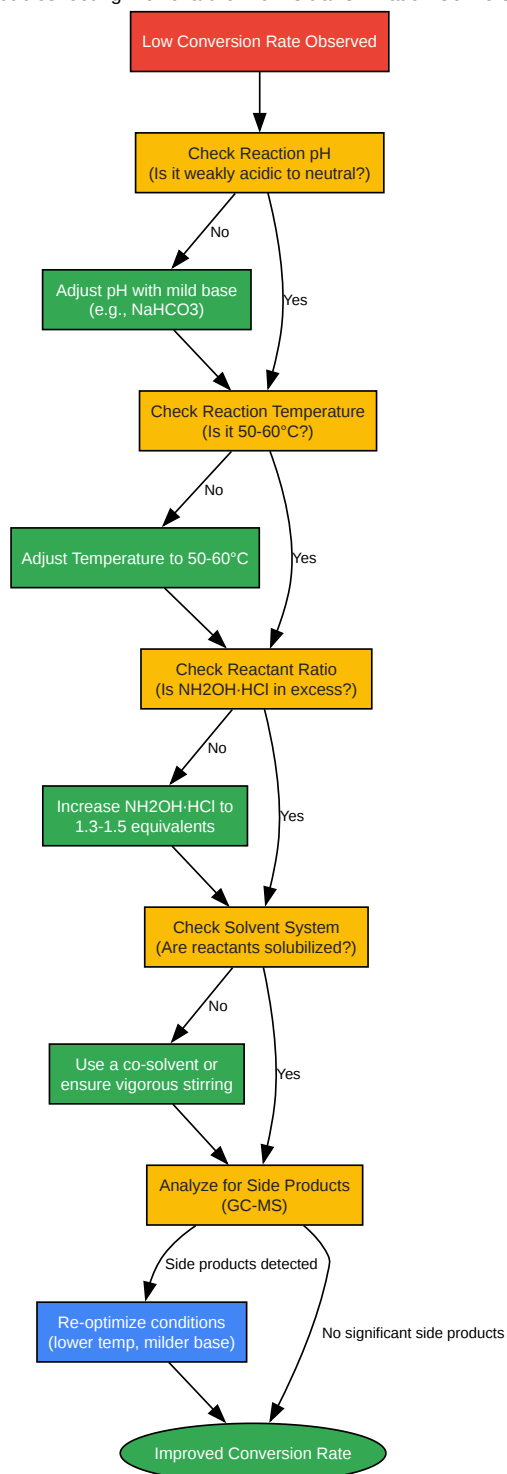 Low Conversion Rate Observed
Check Reaction pH
(Is it weakly acidic to neutral?)
No
Yes
Adjust pH with mild base
(e.g., NaHCO3)
Check Reaction Temperature
(Is it 50-60°C?)
No
Yes
Adjust Temperature to 50-60°C
Check Reactant Ratio
(Is NH2OH·HCl in excess?)
No
Yes
Increase NH2OH·HCl to
1.3-1.5 equivalents
Check Solvent System
(Are reactants solubilized?)
No
Yes
Use a co-solvent or
ensure vigorous stirring
Analyze for Side Products
(GC-MS)
Side products detected
No significant side products
Re-optimize conditions
(lower temp, milder base)
Improved Conversion Rate